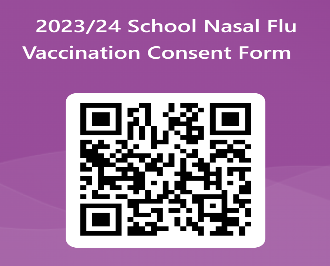 2023/24 School Nasal Flu
Vaccination Consent Form